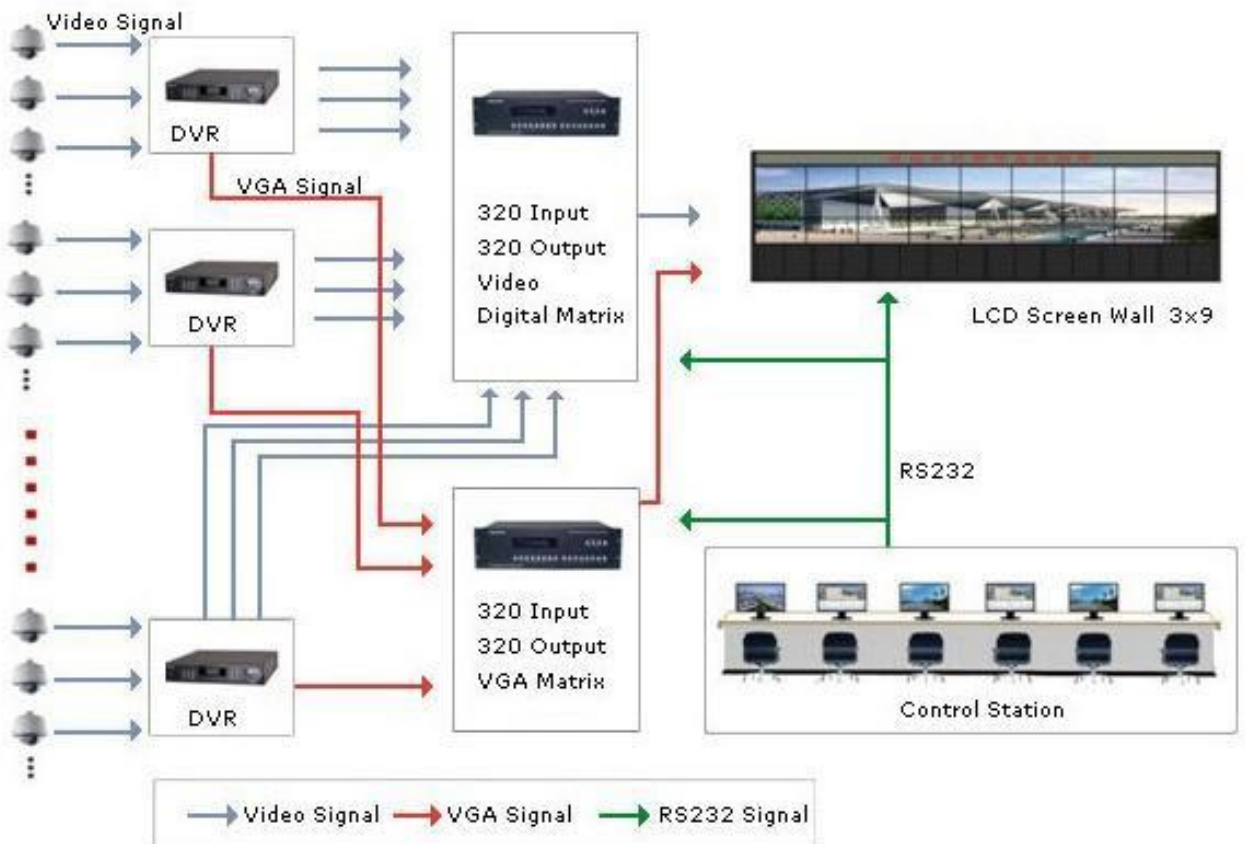 Video Signal
DVR
VGA Signal
320 Input
320 Output
Video
Digital Matrix
DVR
LCD Screen Wall 3x9
RS232
320 Input
320 Output
VGA Matrix
DVR
Control Station
Video Signal
VGA Signal
RS232 Signal